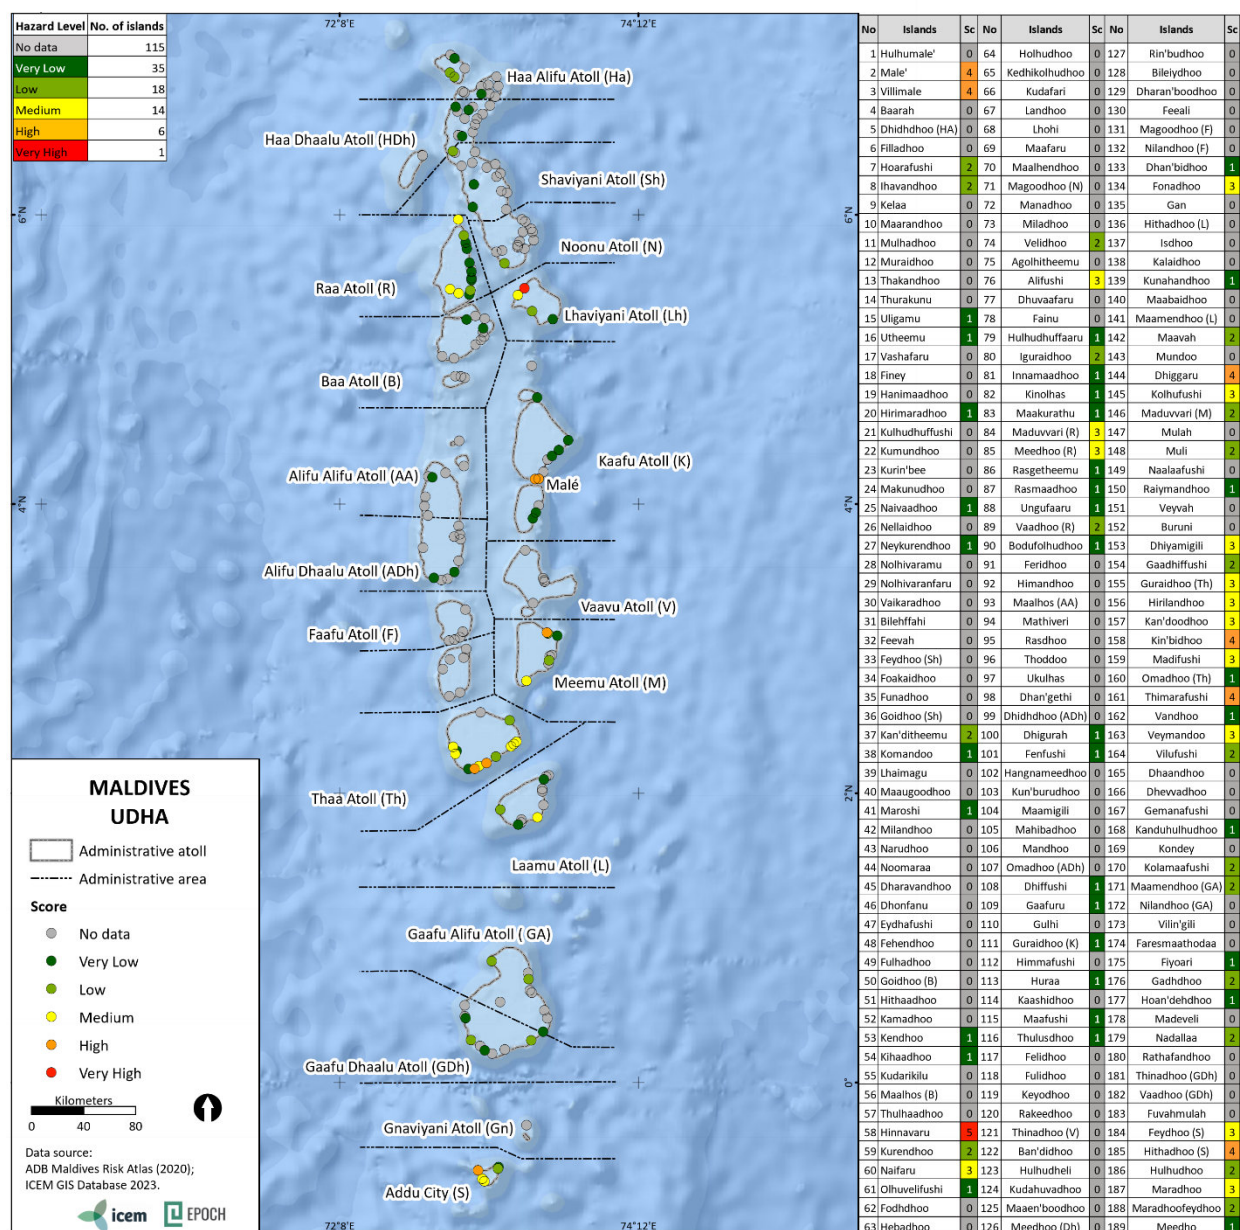 Hazard Level No. of islands
No data 115
Very Low 35
Low 18
Medium 14
High 6
Very High 1
72°8'E
74°12'E
Haa Alifu Atoll (Ha)
Haa Dhaalu Atoll (HDh)
Shaviyani Atoll (Sh)
6°N
6°N
Noonu Atoll (N)
Raa Atoll (R)
Lhaviyani Atoll (Lh)
Baa Atoll (B)
Kaafu Atoll (K)
Alifu Alifu Atoll (AA)
Malé
4°N
4°N
Alifu Dhaalu Atoll (ADh)
Vaavu Atoll (V)
Faafu Atoll (F)
Meemu Atoll (M)
Thaa Atoll (Th)
2°N
Laamu Atoll (L)
Gaafu Alifu Atoll ( GA)
Gaafu Dhaalu Atoll (GDh)
0°
Gnaviyani Atoll (Gn)
Addu City (S)
72°8'E
74°12'E
MALDIVES
UDHA
Administrative atoll
Administrative area
Score
No data
Very Low
Low
Medium
High
Very High
Kilometers
0 40 80
Data source:
ADB Maldives Risk Atlas (2020);
ICEM GIS Database 2023.
icem EPOCH
No Islands Sc No Islands Sc No Islands Sc
1 Hulhumale' 0 64 Holhudhoo 0 127 Rin'budhoo 0
2 Male' 4 65 Kedhikolhudhoo 0 128 Bileiydhoo 0
3 Villimale 4 66 Kudafari 0 129 Dharan'boodhoo 0
4 Baarah 0 67 Landhoo 0 130 Feeali 0
5 Dhidhdhoo (HA) 0 68 Lhohi 0 131 Magoodhoo (F) 0
6 Filladhoo 0 69 Maafaru 0 132 Nilandhoo (F) 0
7 Hoarafushi 2 70 Maalhendhoo 0 133 Dhan'bidhoo 1
8 Ihavandhoo 2 71 Magoodhoo (N) 0 134 Fonadhoo 3
9 Kelaa 0 72 Manadhoo 0 135 Gan 0
10 Maarandhoo 0 73 Miladhoo 0 136 Hithadhoo (L) 0
11 Mulhadhoo 0 74 Velidhoo 2 137 Isdhoo 0
12 Muraidhoo 0 75 Agolhitheemu 0 138 Kalaidhoo 0
13 Thakandhoo 0 76 Alifushi 3 139 Kunahandhoo 1
14 Thurakunu 0 77 Dhuvaafaru 0 140 Maabaidhoo 0
15 Uligamu 1 78 Fainu 0 141 Maamendhoo (L) 0
16 Utheemu 1 79 Hulhudhuffaaru 1 142 Maavah 2
17 Vashafaru 0 80 Iguraidhoo 2 143 Mundoo 0
18 Finey 0 81 Innamaadhoo 1 144 Dhiggaru 4
19 Hanimaadhoo 0 82 Kinolhas 1 145 Kolhufushi 3
20 Hirimaradhoo 1 83 Maakurathu 1 146 Maduvvari (M) 2
21 Kulhudhuffushi 0 84 Maduvvari (R) 3 147 Mulah 0
22 Kumundhoo 0 85 Meedhoo (R) 3 148 Muli 2
23 Kurin'bee 0 86 Rasgetheemu 1 149 Naalaafushi 0
24 Makunudhoo 0 87 Rasmaadhoo 1 150 Raiymandhoo 1
25 Naivaadhoo 1 88 Ungufaaru 1 151 Veyvah 0
26 Nellaidhoo 0 89 Vaadhoo (R) 2 152 Buruni 0
27 Neykurendhoo 1 90 Bodufolhudhoo 1 153 Dhiyamigili 3
28 Nolhivaramu 0 91 Feridhoo 0 154 Gaadhiffushi 2
29 Nolhivaranfaru 0 92 Himandhoo 0 155 Guraidhoo (Th) 3
30 Vaikaradhoo 0 93 Maalhos (AA) 0 156 Hirilandhoo 3
31 Bilehffahi 0 94 Mathiveri 0 157 Kan'doodhoo 3
32 Feevah 0 95 Rasdhoo 0 158 Kin'bidhoo 4
33 Feydhoo (Sh) 0 96 Thoddoo 0 159 Madifushi 3
34 Foakaidhoo 0 97 Ukulhas 0 160 Omadhoo (Th) 1
35 Funadhoo 0 98 Dhan'gethi 0 161 Thimarafushi 4
36 Goidhoo (Sh) 0 99 Dhidhdhoo (ADh) 0 162 Vandhoo 1
37 Kan'ditheemu 2 100 Dhigurah 1 163 Veymandoo 3
38 Komandoo 1 101 Fenfushi 1 164 Vilufushi 2
39 Lhaimagu 0 102 Hangnameedhoo 0 165 Dhaandhoo 0
40 Maaugoodhoo 0 103 Kun'burudhoo 0 166 Dhevvadhoo 0
41 Maroshi 1 104 Maamigili 0 167 Gemanafushi 0
42 Milandhoo 0 105 Mahibadhoo 0 168 Kanduhulhudhoo 1
43 Narudhoo 0 106 Mandhoo 0 169 Kondey 0
44 Noomaraa 0 107 Omadhoo (ADh) 0 170 Kolamaafushi 2
45 Dharavandhoo 0 108 Dhiffushi 1 171 Maamendhoo (GA) 2
46 Dhonfanu 0 109 Gaafuru 1 172 Nilandhoo (GA) 0
47 Eydhafushi 0 110 Gulhi 0 173 Vilin'gili 0
48 Fehendhoo 0 111 Guraidhoo (K) 1 174 Faresmaathodaa 0
49 Fulhadhoo 0 112 Himmafushi 0 175 Fiyoari 1
50 Goidhoo (B) 0 113 Huraa 1 176 Gadhdhoo 2
51 Hithaadhoo 0 114 Kaashidhoo 0 177 Hoan'dehdhoo 1
52 Kamadhoo 0 115 Maafushi 1 178 Madeveli 0
53 Kendhoo 1 116 Thulusdhoo 1 179 Nadallaa 2
54 Kihaadhoo 1 117 Felidhoo 0 180 Rathafandhoo 0
55 Kudarikilu 0 118 Fulidhoo 0 181 Thinadhoo (GDh) 0
56 Maalhos (B) 0 119 Keyodhoo 0 182 Vaadhoo (GDh) 0
57 Thulhaadhoo 0 120 Rakeedhoo 0 183 Fuvahmulah 0
58 Hinnavaru 5 121 Thinadhoo (V) 0 184 Feydhoo (S) 3
59 Kurendhoo 2 122 Ban'didhoo 0 185 Hithadhoo (S) 4
60 Naifaru 3 123 Hulhudheli 0 186 Hulhudhoo 2
61 Olhuvelifushi 1 124 Kudahuvadhoo 0 187 Maradhoo 3
62 Fodhdhoo 0 125 Maaen'boodhoo 0 188 Maradhoofeydhoo 2
63 Hebadhoo 0 126 Meedhoo (Dh) 0 189 Meedho 1